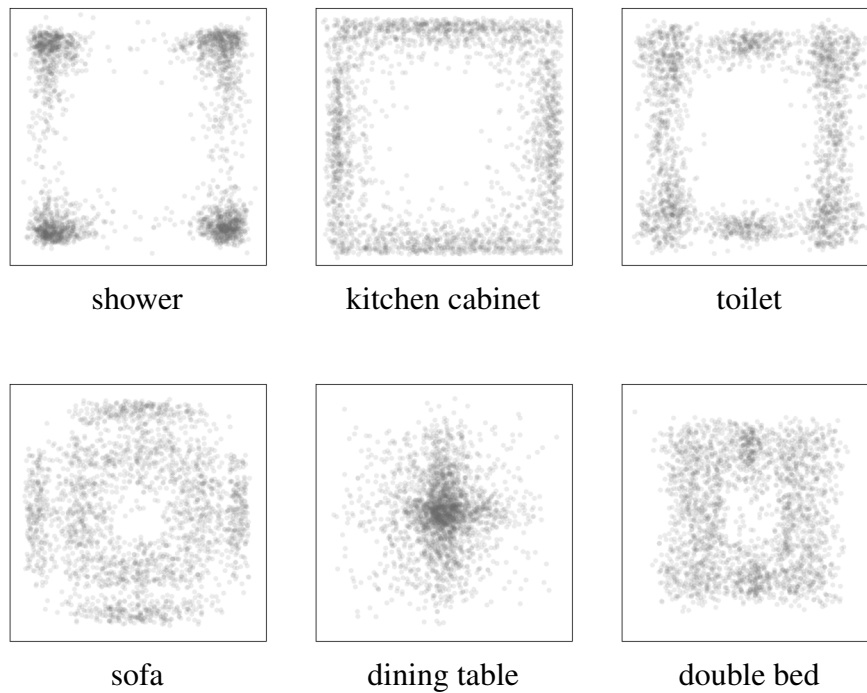 shower
kitchen cabinet
toilet
sofa
dining table
double bed